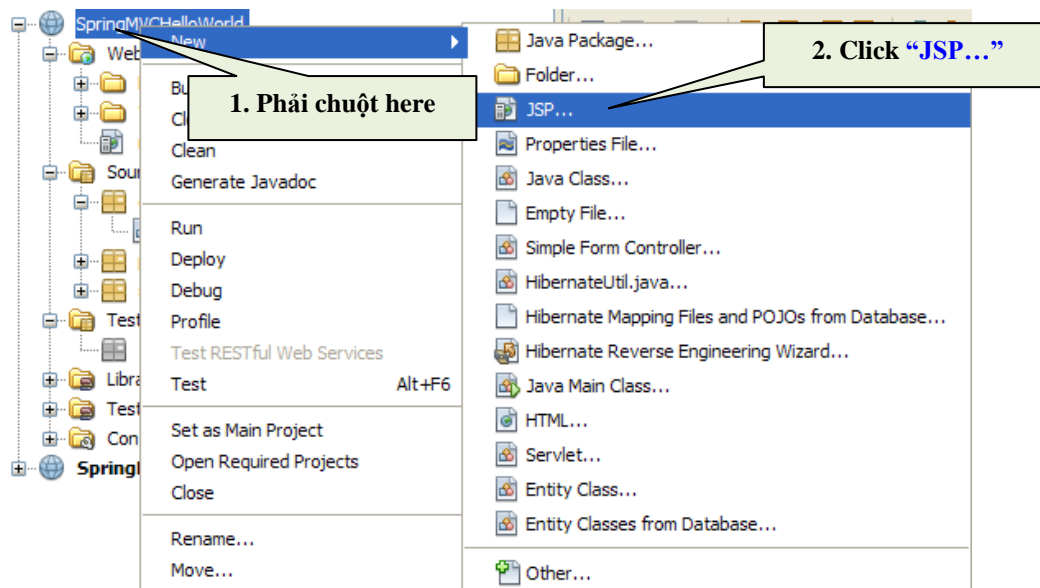 SpringMVCHelloWorld
New
Java Package...
2. Click “JSP…”
Web
Folder...
1. Phải chuột here
JSP...
Clean
Properties File...
Sour
Generate Javadoc
Java Class...
Empty File...
Run
Simple Form Controller...
Deploy
HibernateUtil.java...
Debug
Test
Profile
Hibernate Mapping Files and POJOs from Database...
Test RESTful Web Services
Hibernate Reverse Engineering Wizard...
Libra
Test Alt+F6
Java Main Class...
Test
HTML...
Con
Set as Main Project
Servlet...
Open Required Projects
Close
Entity Class...
Entity Classes from Database...
Rename...
Move...
Other...